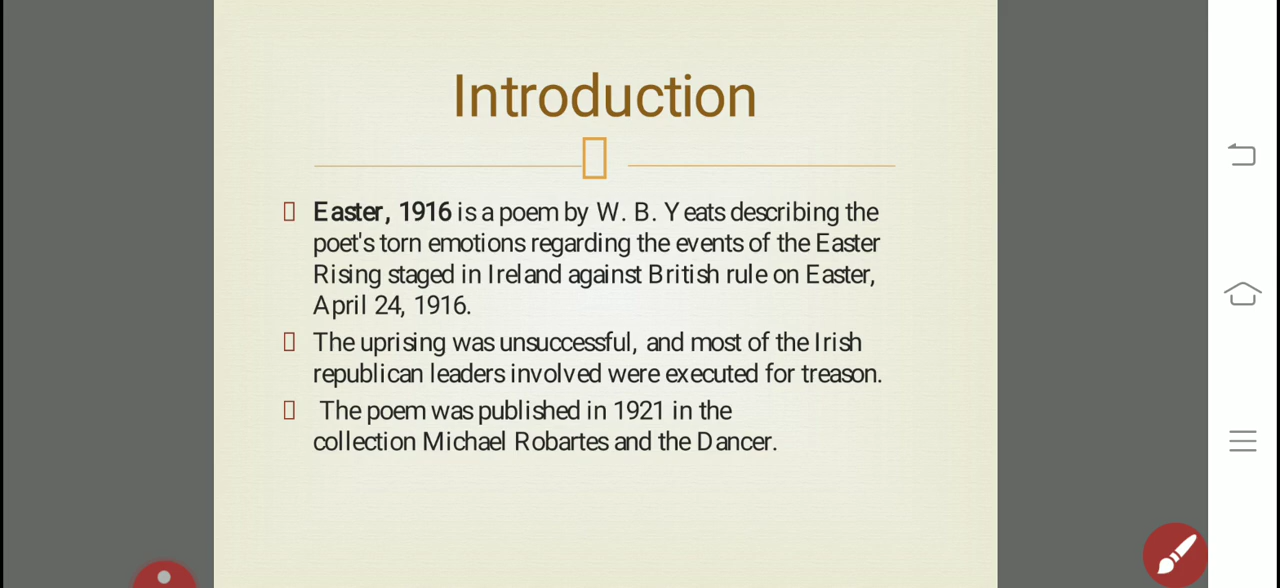 Introduction
Easter, 1916 is a poem by W. B. Yeats describing the
poet's torn emotions regarding the events of the Easter
Rising staged in Ireland against British rule on Easter,
April 24, 1916.
The uprising was unsuccessful, and most of the Irish
republican leaders involved were executed for treason.
The poem was published in 1921 in the
collection Michael Robartes and the Dancer.